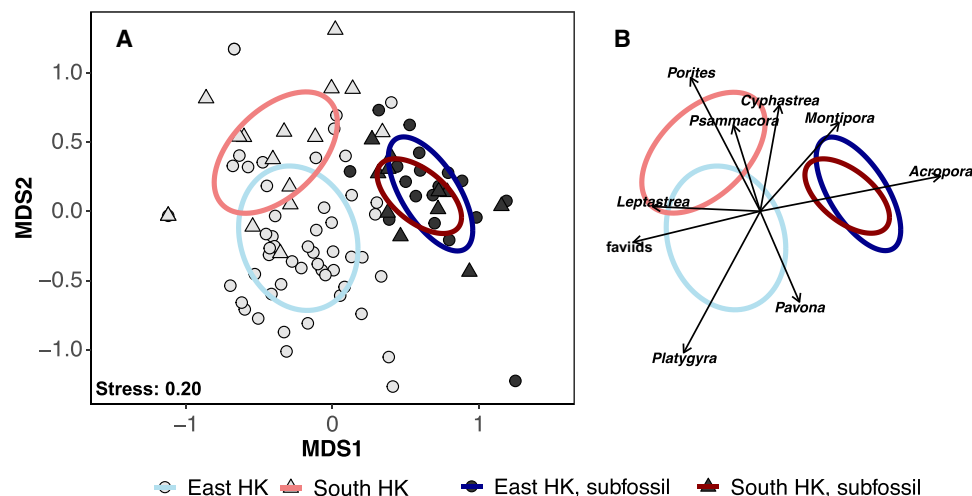 A
B
1.0
0.5
0.0
−0.5
−1.0
MDS2
Stress: 0.20
−1
0
1
MDS1
Porites
Cyphastrea
Psammacora
Montipora
Acropora
Leptastrea
faviids
Pavona
Platygyra
East HK
South HK
East HK, subfossil
South HK, subfossil